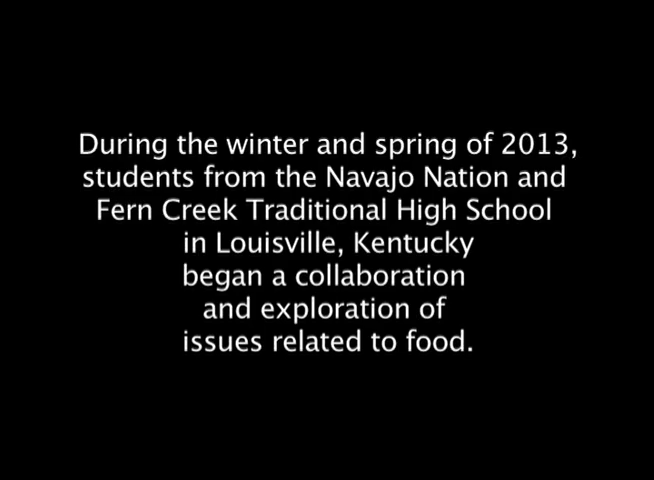 During the winter and spring of 2013,
students from the Navajo Nation and
Fern Creek Traditional High School
in Louisville, Kentucky
began a collaboration
and exploration of
issues related to food.